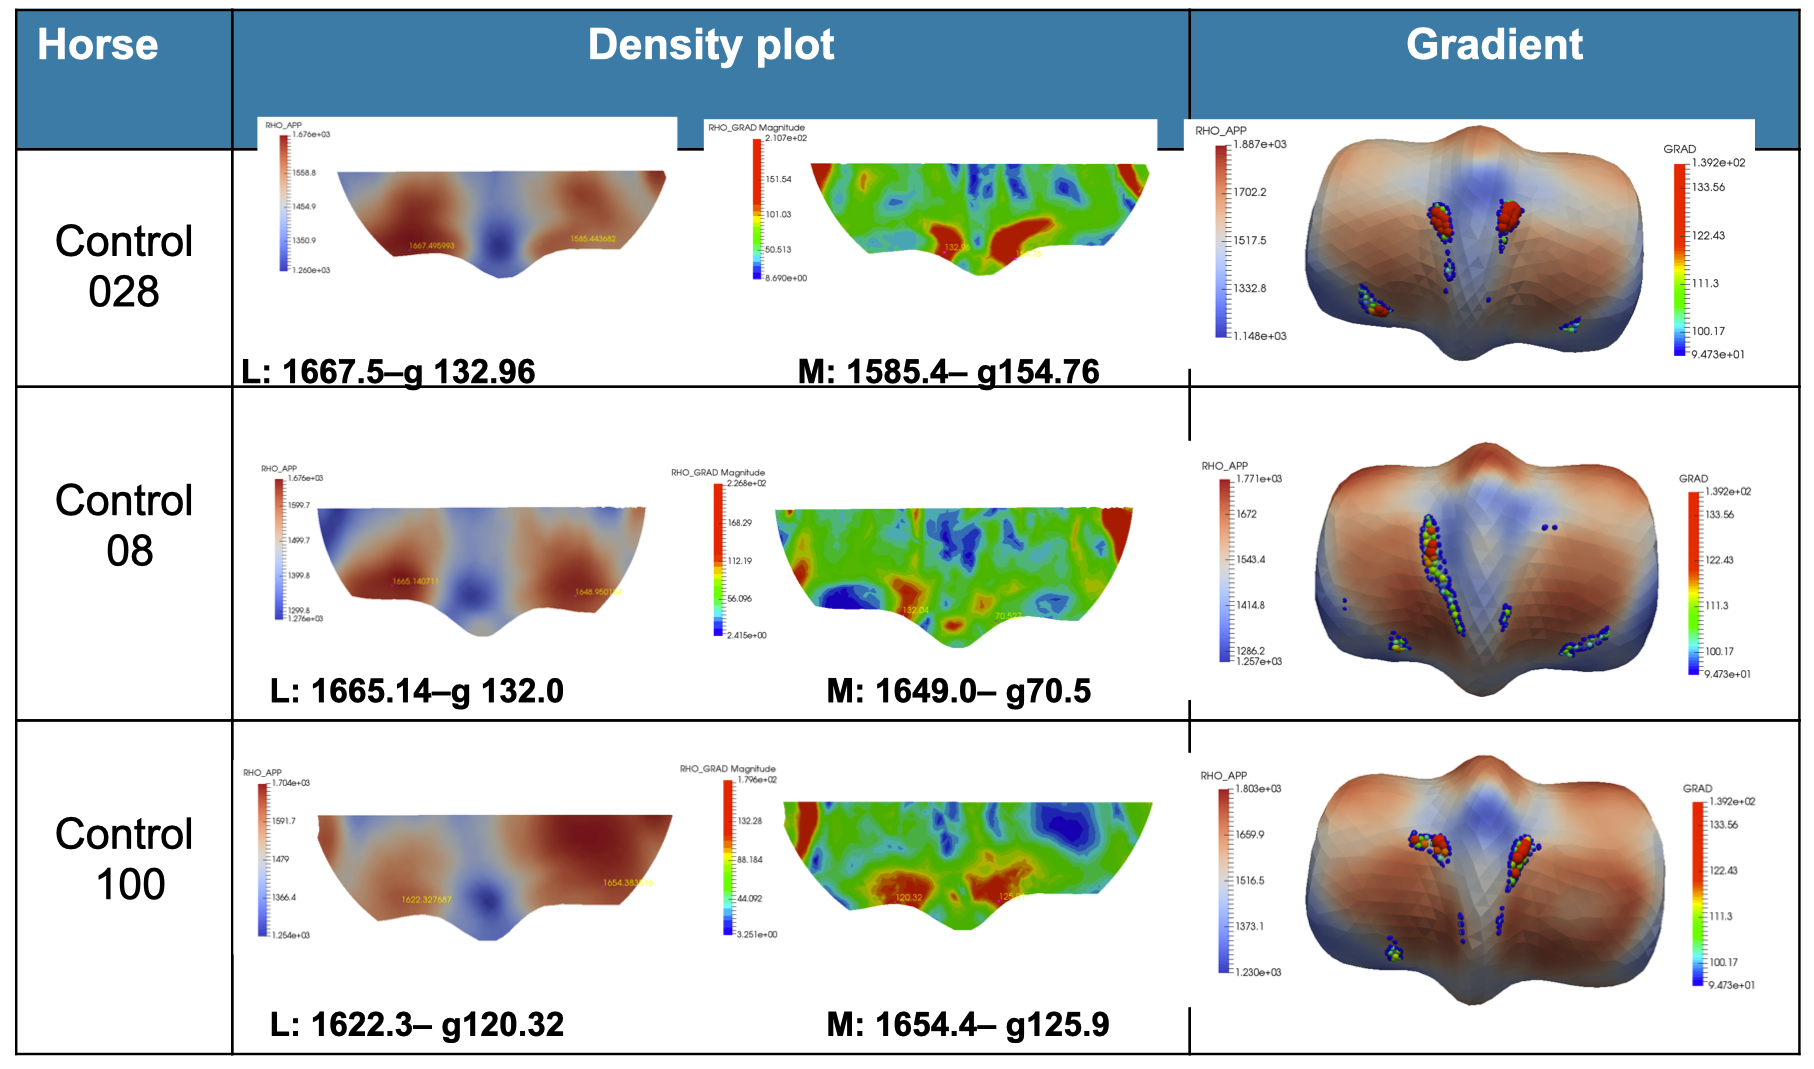 Horse
Density plot
Gradient
Control
028
RHO_APP
1.676e+03
1558.8
1454.9
1350.9
1.260e+03
1667.495993
1585.443682
RHO_GRAD Magnitude
2.107e+02
151.54
101.03
50.513
8.690e+00
L: 1667.5–g 132.96
M: 1585.4– g154.76
RHO_APP
1.887e+03
1702.2
1517.5
1332.8
1.148e+03
GRAD
1.392e+02
133.56
122.43
111.3
100.17
9.473e+01
Control
08
RHO_APP
1.676e+03
1599.7
1499.7
1399.8
1299.8
1.276e+03
1665.140711
RHO_GRAD Magnitude
2.268e+02
168.29
112.19
56.096
2.415e+00
132.04
L: 1665.14–g 132.0
M: 1649.0– g70.5
RHO_APP
1.771e+03
1672
1543.4
1414.8
1286.2
1.257e+03
GRAD
1.392e+02
133.56
122.43
111.3
100.17
9.473e+01
Control
100
RHO_APP
1.704e+03
1591.7
1479
1366.4
1.254e+03
1622.327687
RHO_GRAD Magnitude
1.796e+02
132.28
88.184
44.092
3.251e+00
120.32
L: 1622.3– g120.32
M: 1654.4– g125.9
RHO_APP
1.803e+03
1659.9
1516.5
1373.1
1.230e+03
GRAD
1.392e+02
133.56
122.43
111.3
100.17
9.473e+01